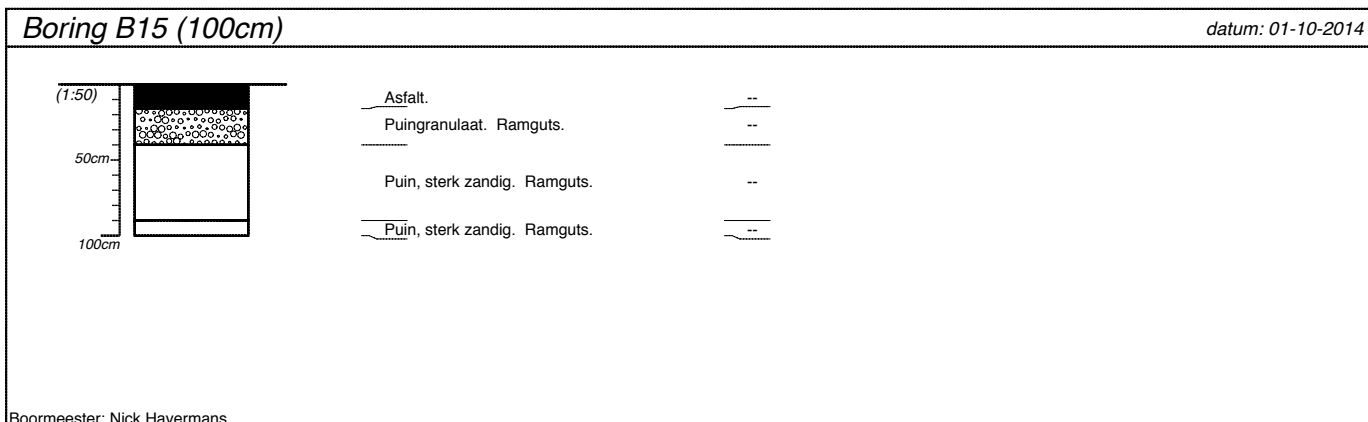 Boring B15 (100cm)
datum: 01-10-2014
(1:50)
Asfalt. --
Puingranulaat. Ramguts. --
50cm
Puin, sterk zandig. Ramguts. --
Puin, sterk zandig. Ramguts. --
100cm
Boormeester: Nick Havermans